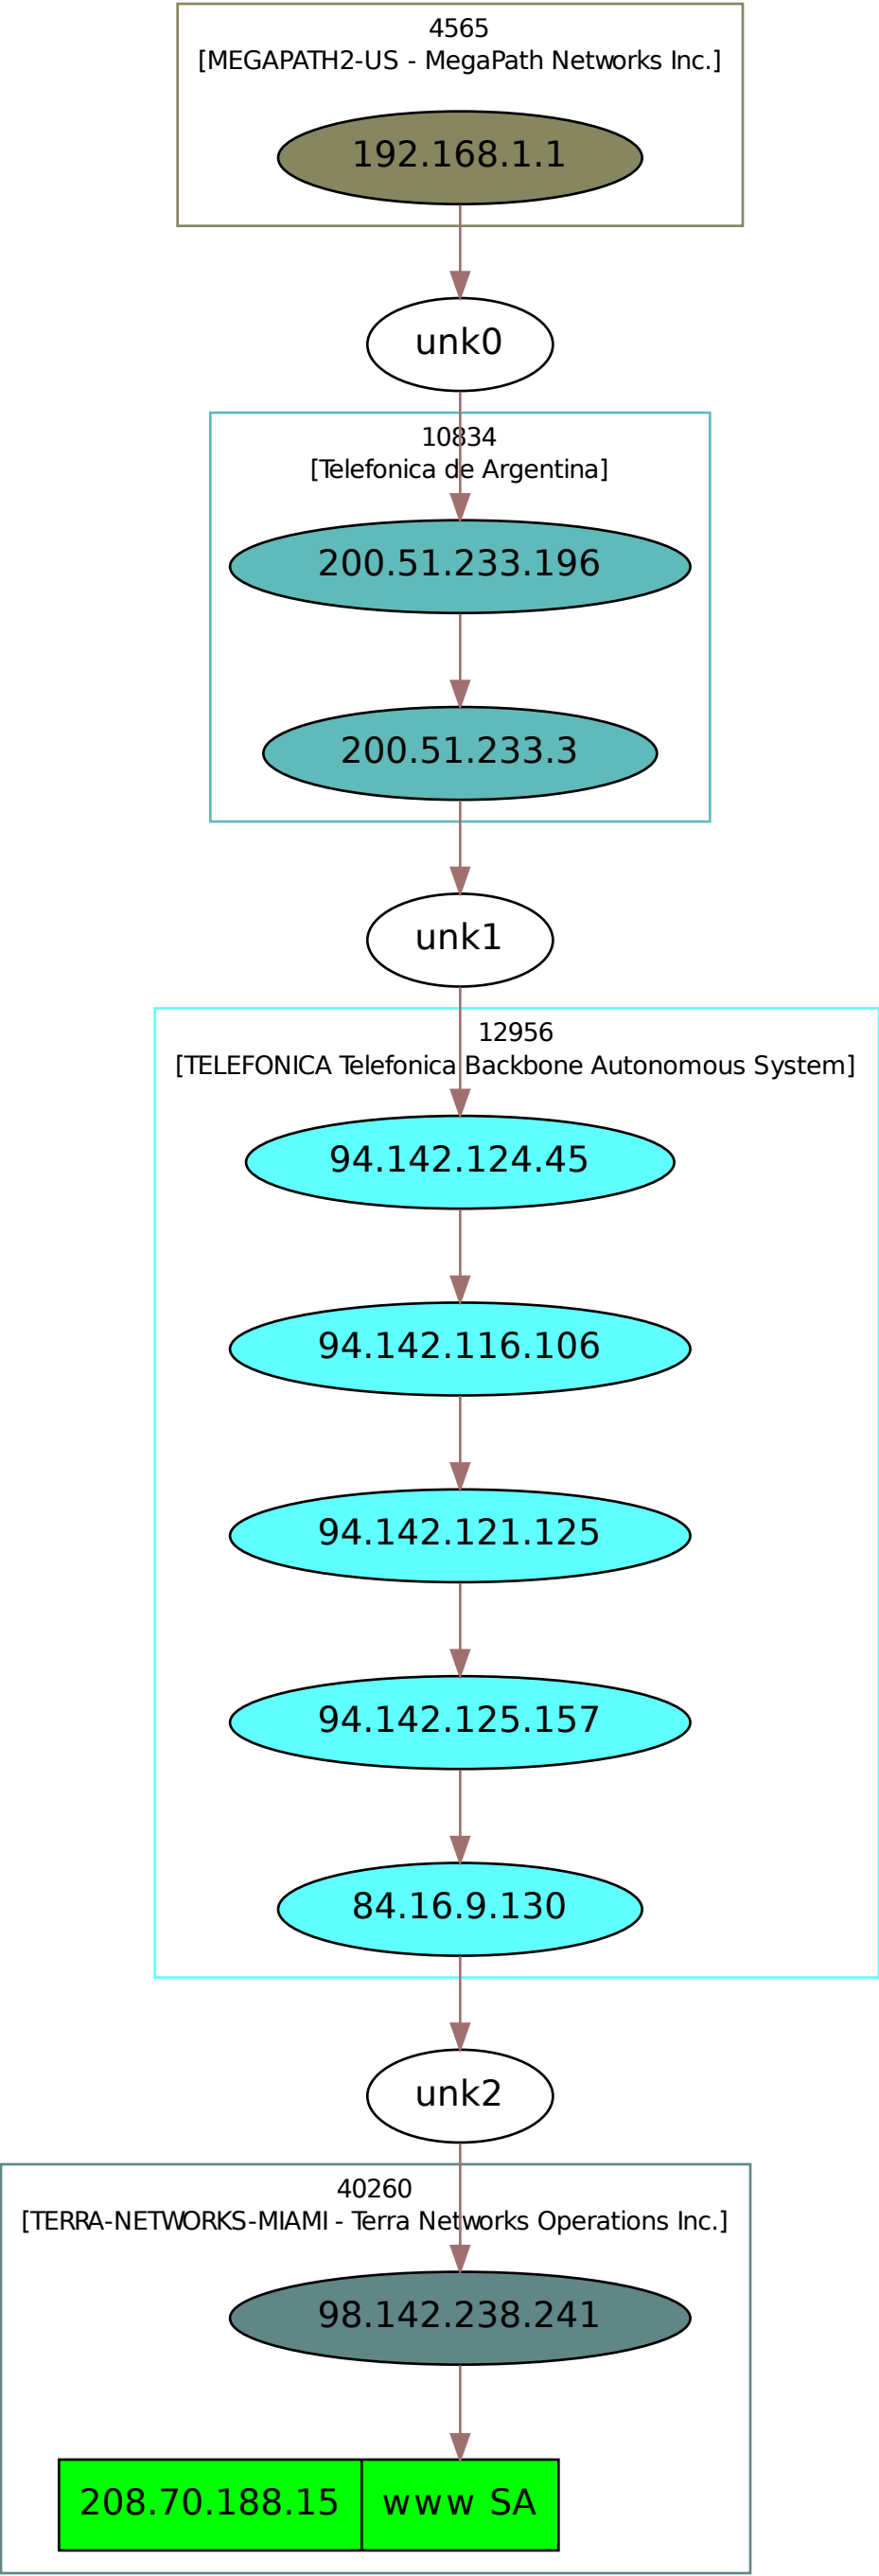 4565
[MEGAPATH2-US - MegaPath Networks Inc.]
192.168.1.1
unk0
10834
[Telefonica de Argentina]
200.51.233.196
200.51.233.3
unk1
12956
[TELEFONICA Telefonica Backbone Autonomous System]
94.142.124.45
94.142.116.106
94.142.121.125
94.142.125.157
84.16.9.130
unk2
40260
[TERRA-NETWORKS-MIAMI - Terra Networks Operations Inc.]
98.142.238.241
208.70.188.15 www SA